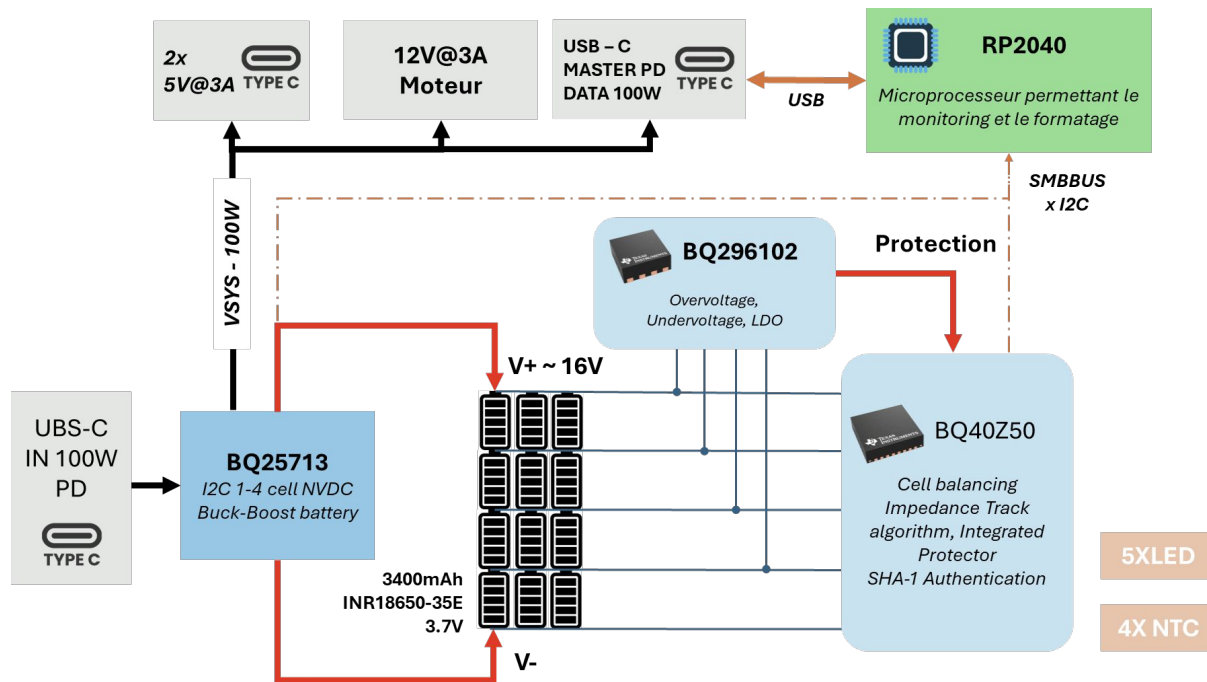 2x
5V@3A
TYPE C
12V@3A
Moteur
USB – C
MASTER PD
DATA 100W
TYPE C
USB
RP2040
Microprocesseur permettant le
monitoring et le formatage
SMBBUS
x I2C
VSYS - 100W
BQ296102
Overvoltage,
Undervoltage, LDO
Protection
V+ ~ 16V
UBS-C
IN 100W
PD
TYPE C
BQ25713
I2C 1-4 cell NVDC
Buck-Boost battery
3400mAh
INR18650-35E
3.7V
V-
BQ40Z50
Cell balancing
Impedance Track
algorithm, Integrated
Protector
SHA-1 Authentication
5XLED
4X NTC